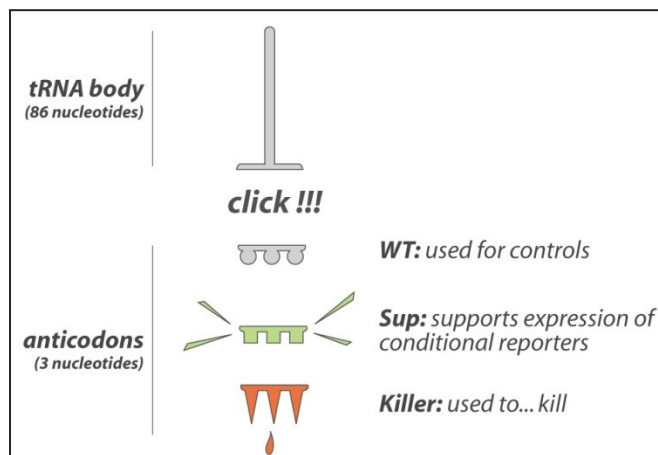 tRNA body
(86 nucleotides)
click !!!
WT: used for controls
anticodons
(3 nucleotides)
Sup: supports expression of
conditional reporters
Killer: used to... kill